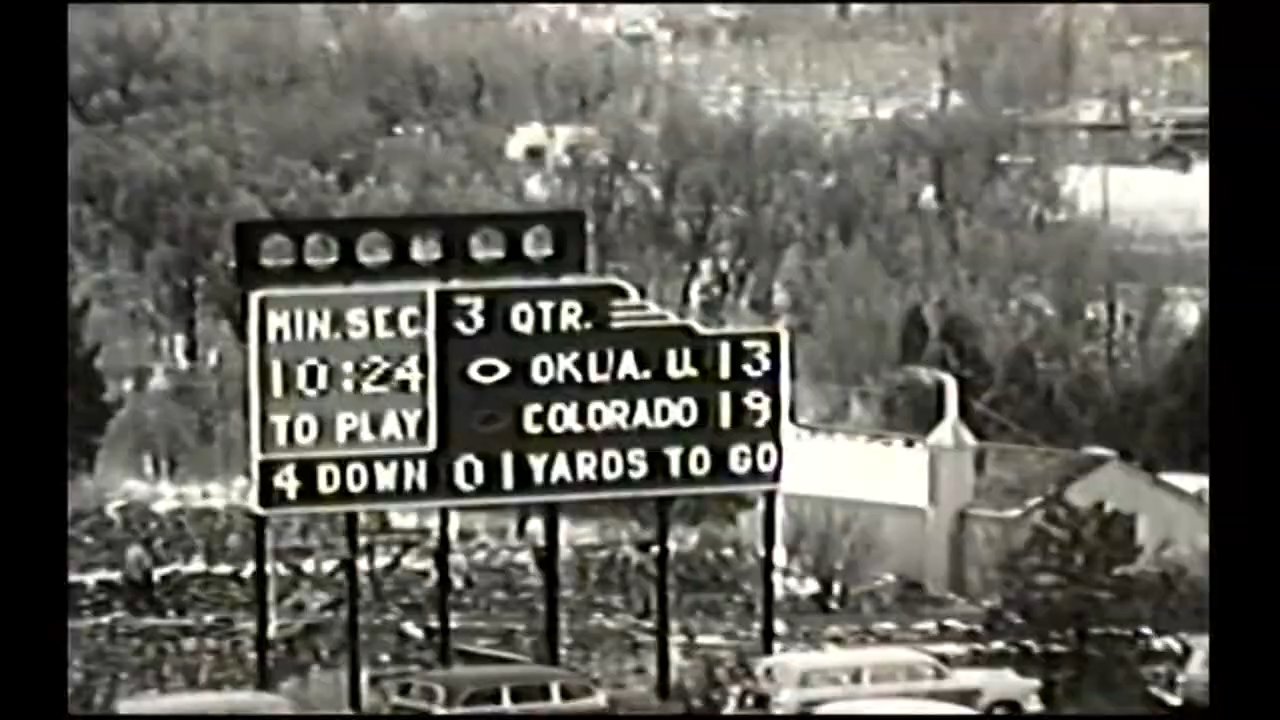 MIN.SEC
10:24
TO PLAY
3 QTR.
OKLA. U. 13
COLORADO 19
4 DOWN 01 YARDS TO GO